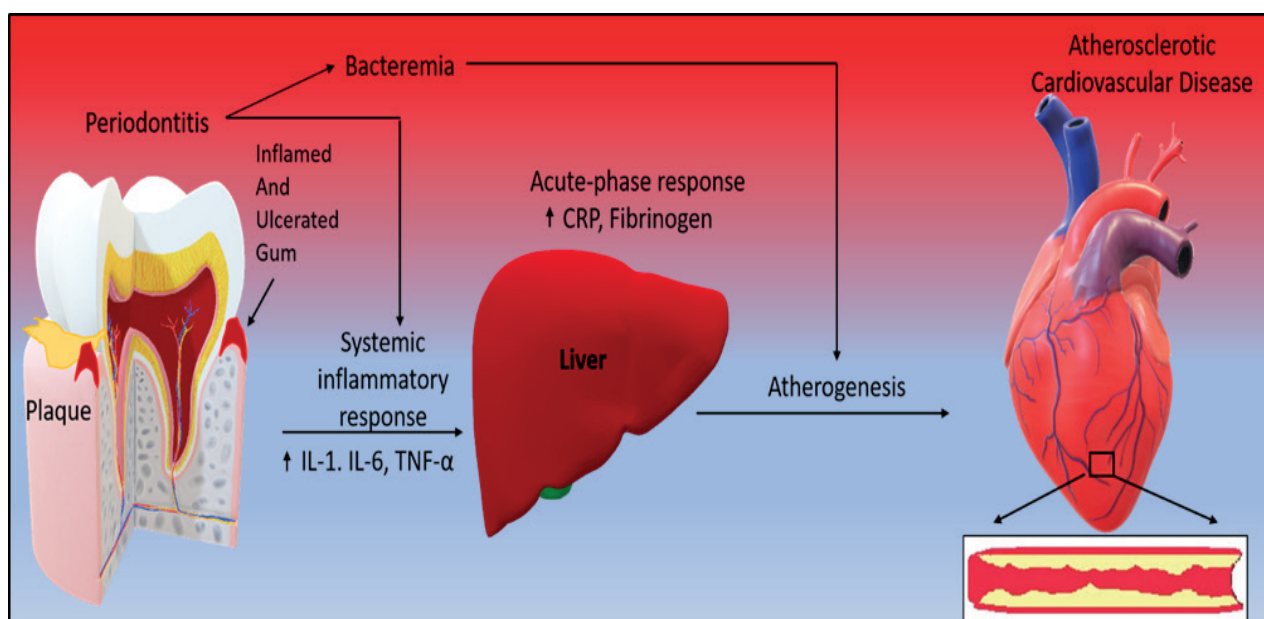 Bacteremia
Periodontitis
Inflamed
And
Ulcerated
Gum
Plaque
Systemic
inflammatory
response
↑ IL-1. IL-6, TNF-α
Acute-phase response
↑ CRP, Fibrinogen
Liver
Atherogenesis
Atherosclerotic
Cardiovascular Disease